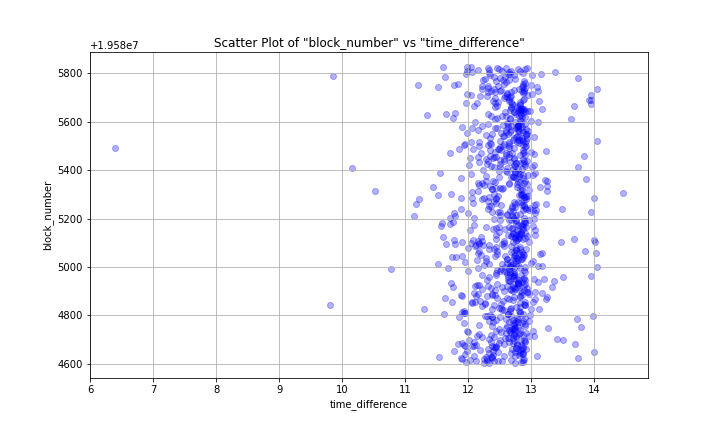 Scatter Plot of "block_number" vs "time_difference"
+1.958e7
5800
5600
5400
5200
5000
4800
4600
block_number
6 7 8 9 10 11 12 13 14
time_difference